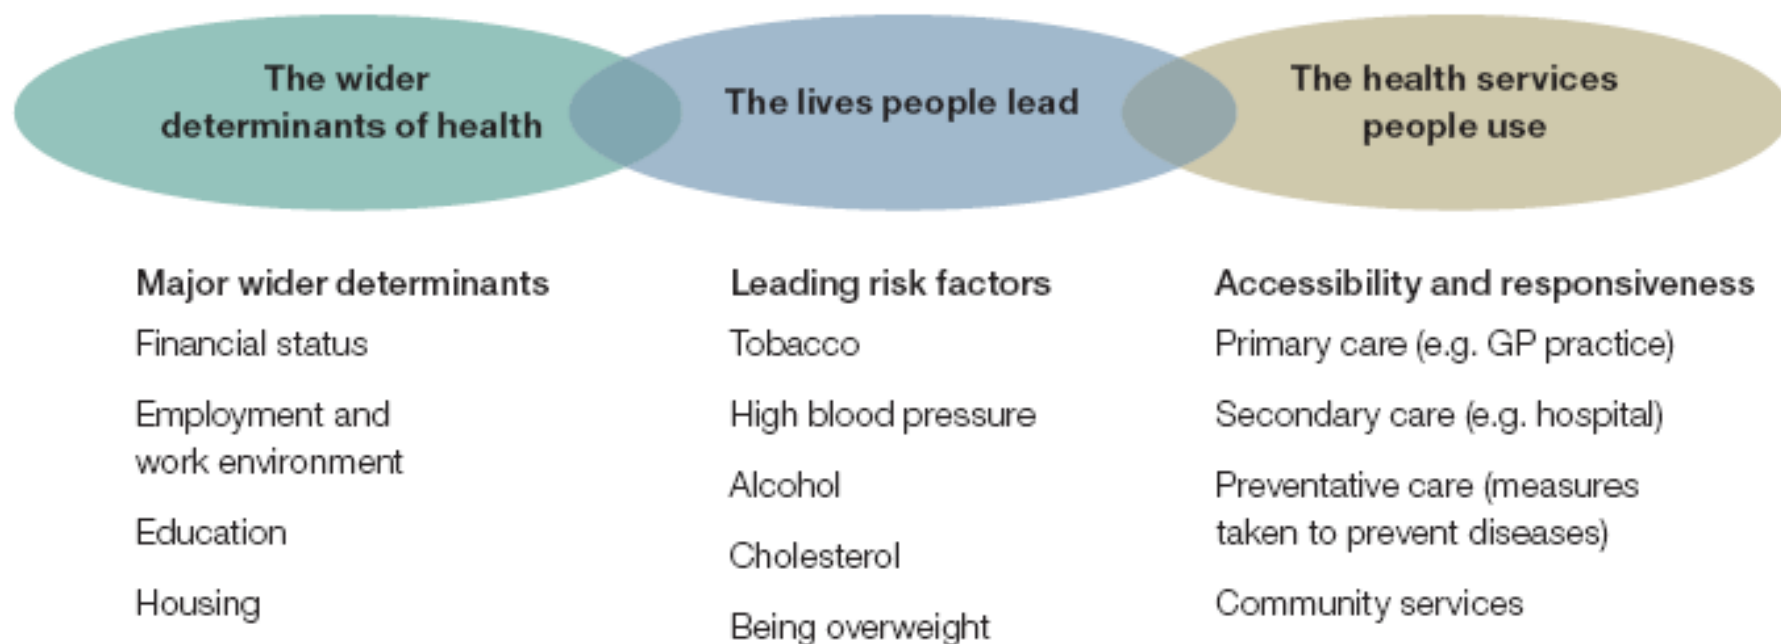 The wider
determinants of health
The lives people lead
The health services
people use
Major wider determinants
Financial status
Employment and
work environment
Education
Housing
Leading risk factors
Tobacco
High blood pressure
Alcohol
Cholesterol
Being overweight
Accessibility and responsiveness
Primary care (e.g. GP practice)
Secondary care (e.g. hospital)
Preventative care (measures
taken to prevent diseases)
Community services